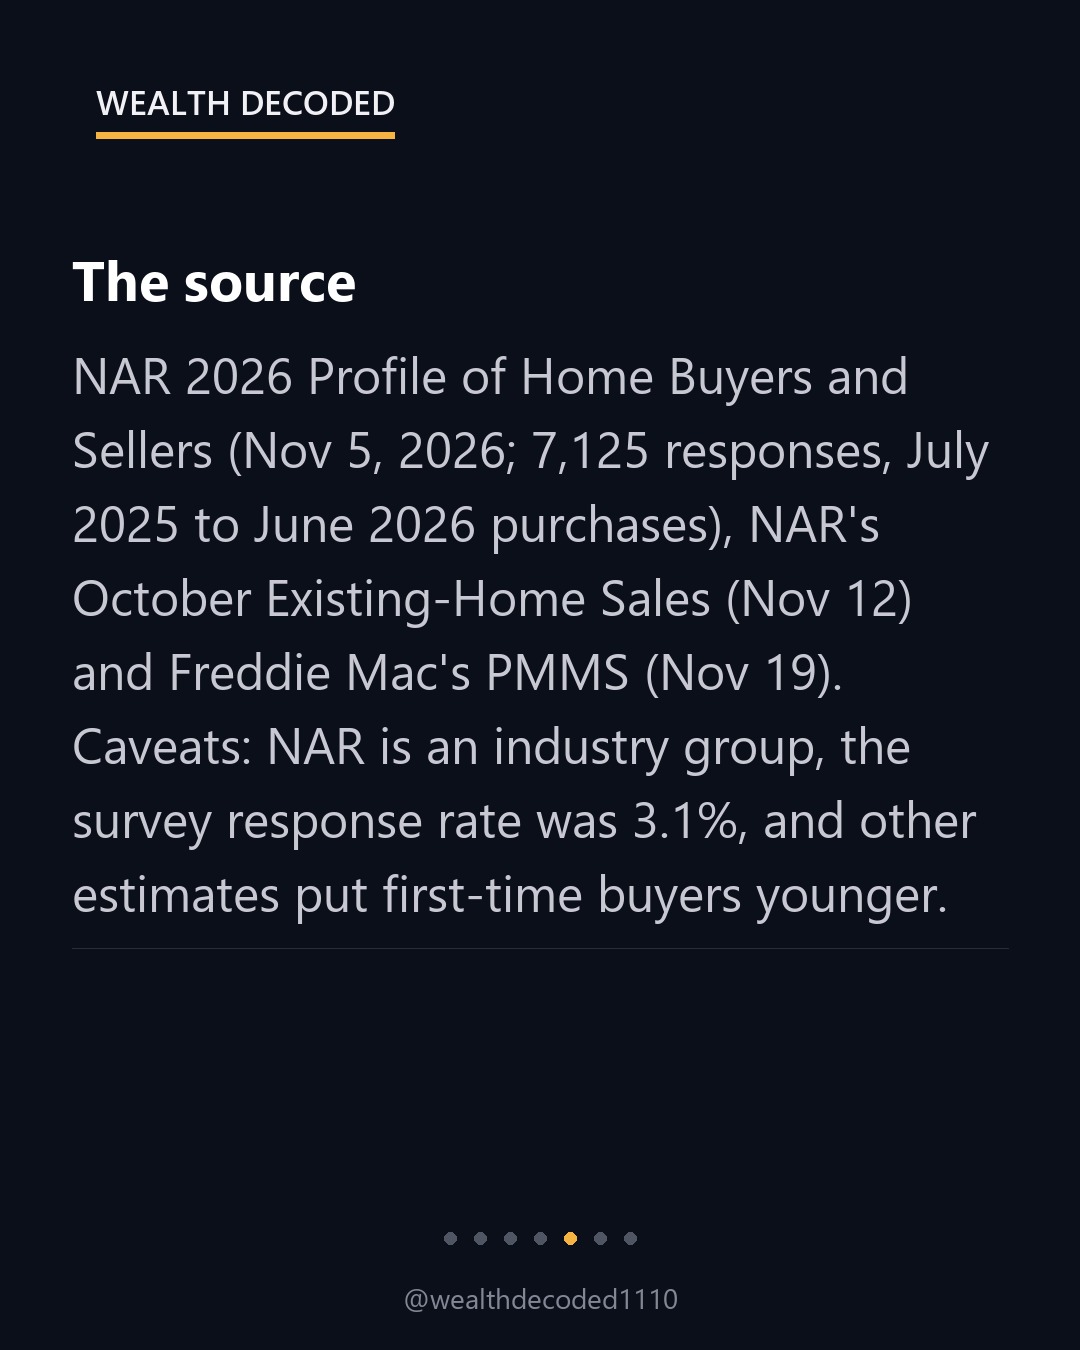 WEALTH DECODED
The source
NAR 2026 Profile of Home Buyers and
Sellers (Nov 5, 2026; 7,125 responses, July
2025 to June 2026 purchases), NAR's
October Existing-Home Sales (Nov 12)
and Freddie Mac's PMMS (Nov 19).
Caveats: NAR is an industry group, the
survey response rate was 3.1%, and other
estimates put first-time buyers younger.
@wealthdecoded1110